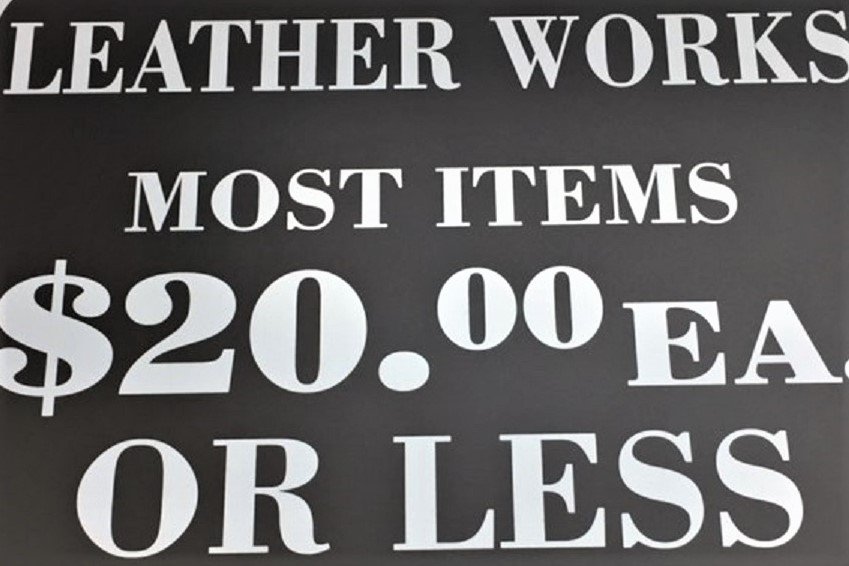 LEATHER WORKS
MOST ITEMS
$20.00 EA.
OR LESS